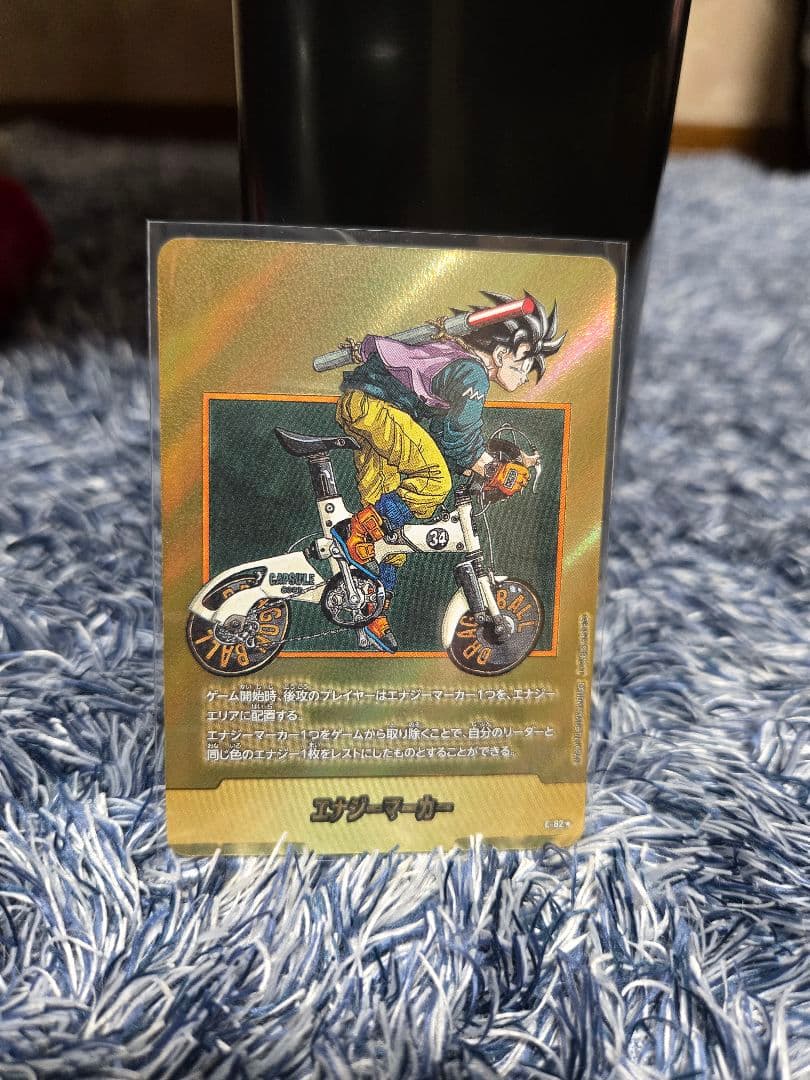 34
CAPSULE
DRAGON BALL
DRAGON BALL
ゲーム開始時、後攻のプレイヤーはエナジーマーカー1つを、エナジー
エリアに配置する。
エナジーマーカー1つをゲームから取り除くことで、自分のリーダーと
同じ色のエナジー1枚をレストにしたものとすることができる。
エナジーマーカー
E-82★